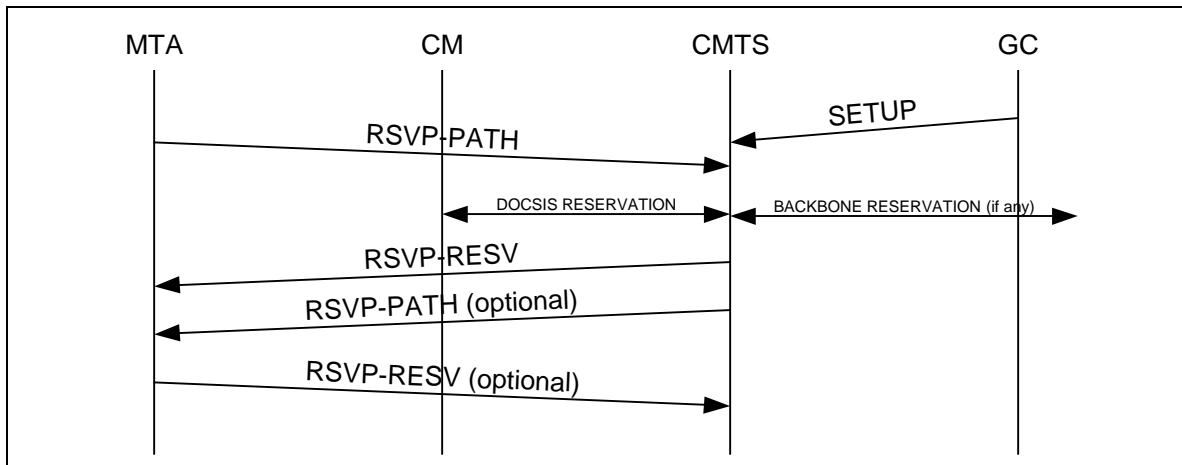 MTA
CM
CMTS
GC
SETUP
RSVP-PATH
DOCSIS RESERVATION
BACKBONE RESERVATION (if any)
RSVP-RESV
RSVP-PATH (optional)
RSVP-RESV (optional)